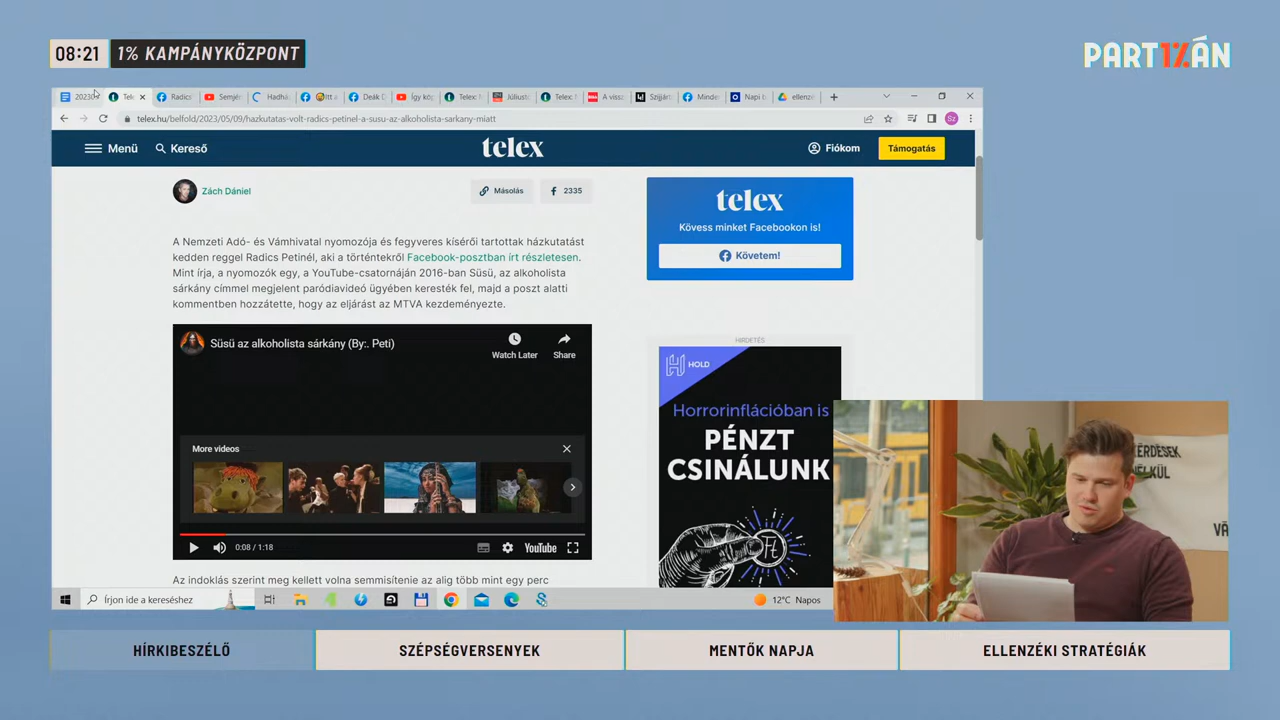 08:21 1% KAMPÁNYKÖZPONT
PART1%ÁN
telex.hu/belfold/2023/05/09/hazkutatas-volt-radics-petinel-a-susu-az-alkoholista-sarkany-miatt
Menü Kereső telex Fiókom Támogatás
Zách Dániel Másolás 2335
A Nemzeti Adó- és Vámhivatal nyomozója és fegyveres kísérői tartottak házkutatást
kedden reggel Radics Petinél, aki a történtekről Facebook-posztban írt részletesen.
Mint írja, a nyomozók egy, a YouTube-csatornáján 2016-ban Süsü, az alkoholista
sárkány címmel megjelent paródiavideó ügyében keresték fel, majd a poszt alatti
kommentben hozzátette, hogy az eljárást az MTVA kezdeményezte.
telex
Kövess minket Facebookon is!
Követem!
Süsü az alkoholista sárkány (By:. Peti)
Watch Later Share
More videos
0:08 / 1:18 YouTube
Az indoklás szerint meg kellett volna semmisítenie az alig több mint egy perc
HIRDETÉS
HOLD
Horrorinflációban is
PÉNZT
CSINÁLUNK
Ft
KÉRDÉSEK
Írjon ide a kereséshez
12°C Napos
HÍRKIBESZÉLŐ SZÉPSÉGVERSENYEK MENTŐK NAPJA ELLENZÉKI STRATÉGIÁK